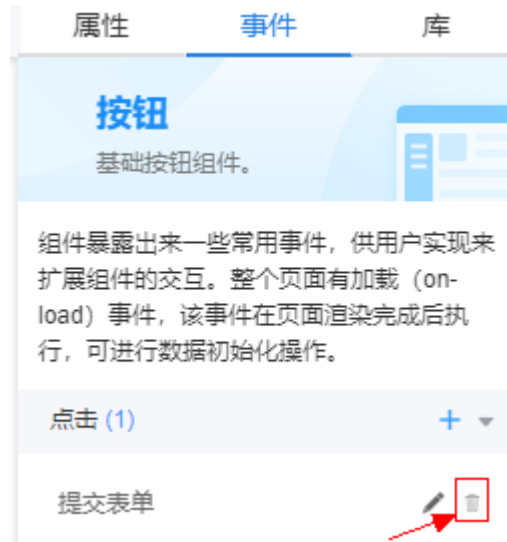 属性 事件 库
按钮
基础按钮组件。
组件暴露出来一些常用事件，供用户实现来
扩展组件的交互。整个页面有加载（on-
load）事件，该事件在页面渲染完成后执
行，可进行数据初始化操作。
点击 (1)
提交表单